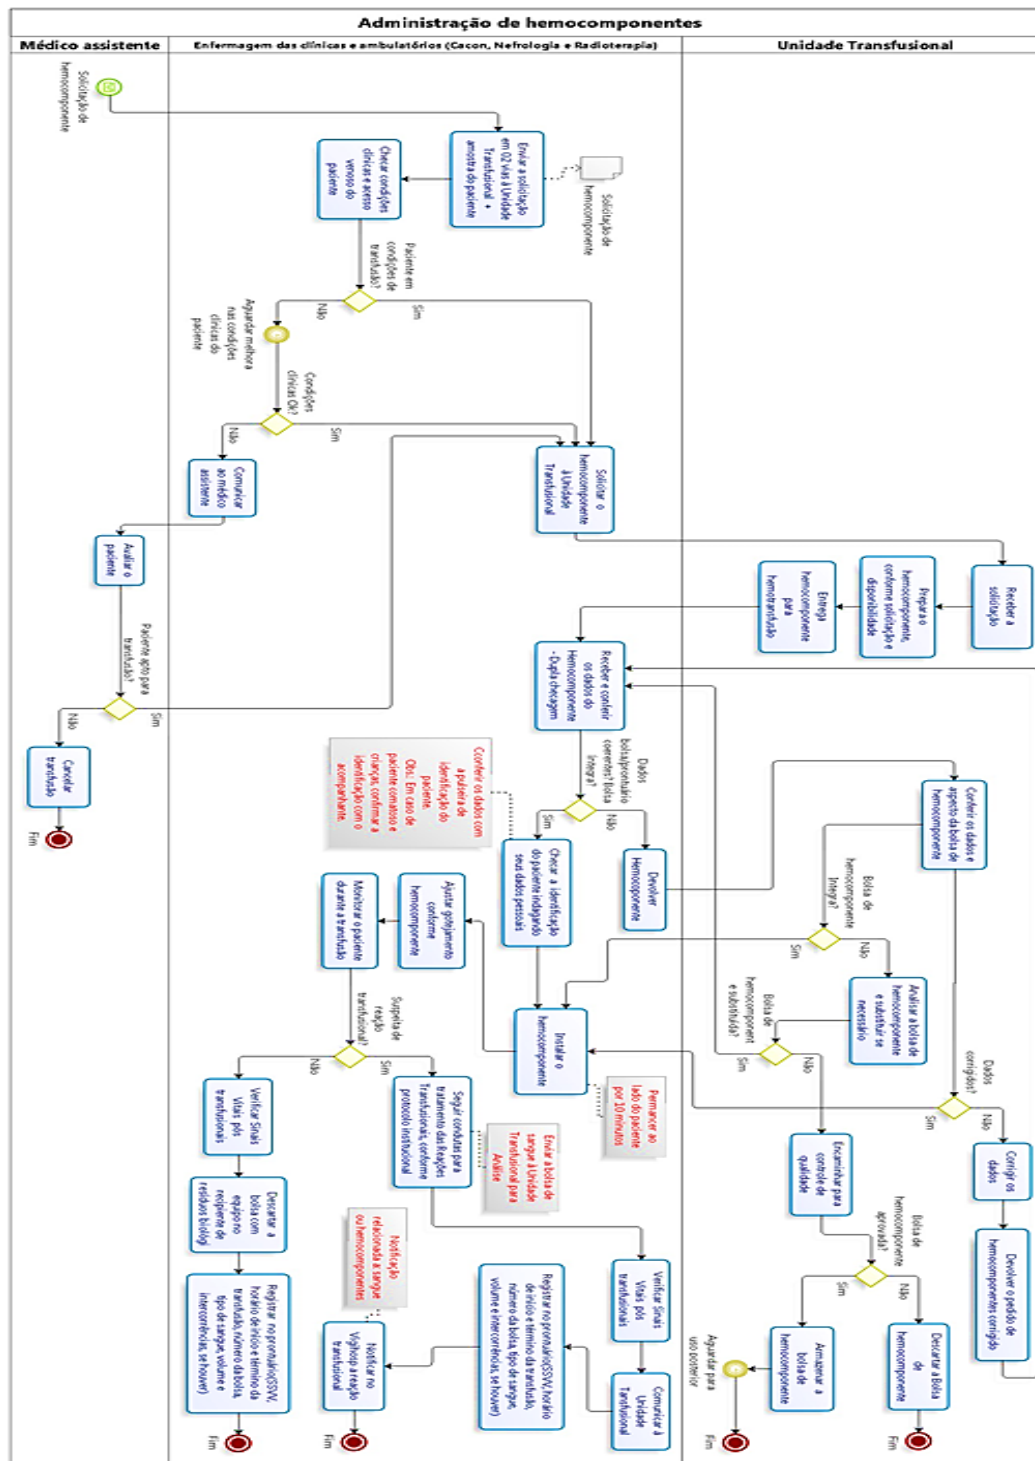 Administração de hemocomponentes
Médico assistente
Enfermagem das clínicas e ambulatórios (Cacon, Nefrologia e Radioterapia)
Unidade Transfusional
Solicitação de
hemocomponente
Enviar a solicitação
em 02 vias à Unidade
Transfusional +
amostra do paciente
Solicitação de
hemocomponente
Checar condições
clínicas e acesso
venoso do
paciente
Paciente em
condições de
transfusão?
Sim
Não
Aguardar melhora
nas condições
clínicas do
paciente
Condições
clínicas Ok?
Sim
Não
Comunicar
ao médico
assistente
Solicitar o
hemocomponente
à Unidade
Transfusional
Avaliar o
paciente
Paciente apto para
transfusão?
Sim
Não
Cancelar
transfusão
Fim
Receber a
solicitação
Prepara o
hemocomponente,
conforme solicitação e
disponibilidade
Entrega
hemocomponente
para
hemotransfusão
Receber e conferir
os dados do
Hemocomponente
- Dupla checagem
Dados
bolsa/prontuário
coerentes? Bolsa
íntegra?
Não
Sim
Cconferir os dados com
a pulseira de
identificação do
paciente.
Obs.: Em caso de
paciente comatoso e
crianças, confirmar a
identificação com o
acompanhante.
Checar a identificação
do paciente indagando
seus dados pessoais
Devolver
Hemocoponente
Conferir os dados e
aspecto da bolsa de
hemocomponente
Bolsa de
hemocomponente
Integra?
Não
Sim
Analisar a bolsa de
hemocomponente
e substituir se
necessário
Bolsa de
hemocomponent
e substituída?
Não
Sim
Dados
corrigidos?
Não
Sim
Corrigir os
dados
Devolver o pedido de
hemocomponentes corrigido
Encaminhar para
controle de
qualidade
Bolsa de
hemocomponente
aprovada?
Não
Sim
Descartar a Bolsa
de
hemocomponente
Fim
Armazenar a
bolsa de
hemocomponente
Aguardar para
uso posterior
Fim
Instalar o
hemocomponente
Permancer ao
lado do paciente
por 10 minutos
Ajustar gotejamento
conforme
hemocomponente
Monitorar o paciente
durante a transfusão
Suspeita de
reação
transfusional?
Sim
Não
Seguir condutas para
tratamento das Reações
Transfusionais, conforme
protocolo institucional
Enviar a bolsa de
sangue à Unidade
Transfusional para
Análise
Verificar Sinais
Vitais pós
transfusionais
Comunicar à
Unidade
Transfusional
Registrar no prontuário(SSVV, horário
de início e término da transfusão,
número da bolsa, tipo de sangue,
volume e intercorrências, se houver)
Notificação
relacionada a: sangue
ou hemocomponentes
Notificar no
Vigihosp a reação
transfusional
Fim
Verificar Sinais
Vitais pós
transfusionais
Descartar a
bolsa com
equipo no
recipiente de
resíduos biológi
Registrar no prontuário(SSVV,
horário de início e término da
transfusão, número da bolsa,
tipo de sangue, volume e
intercorrências, se houver)
Fim